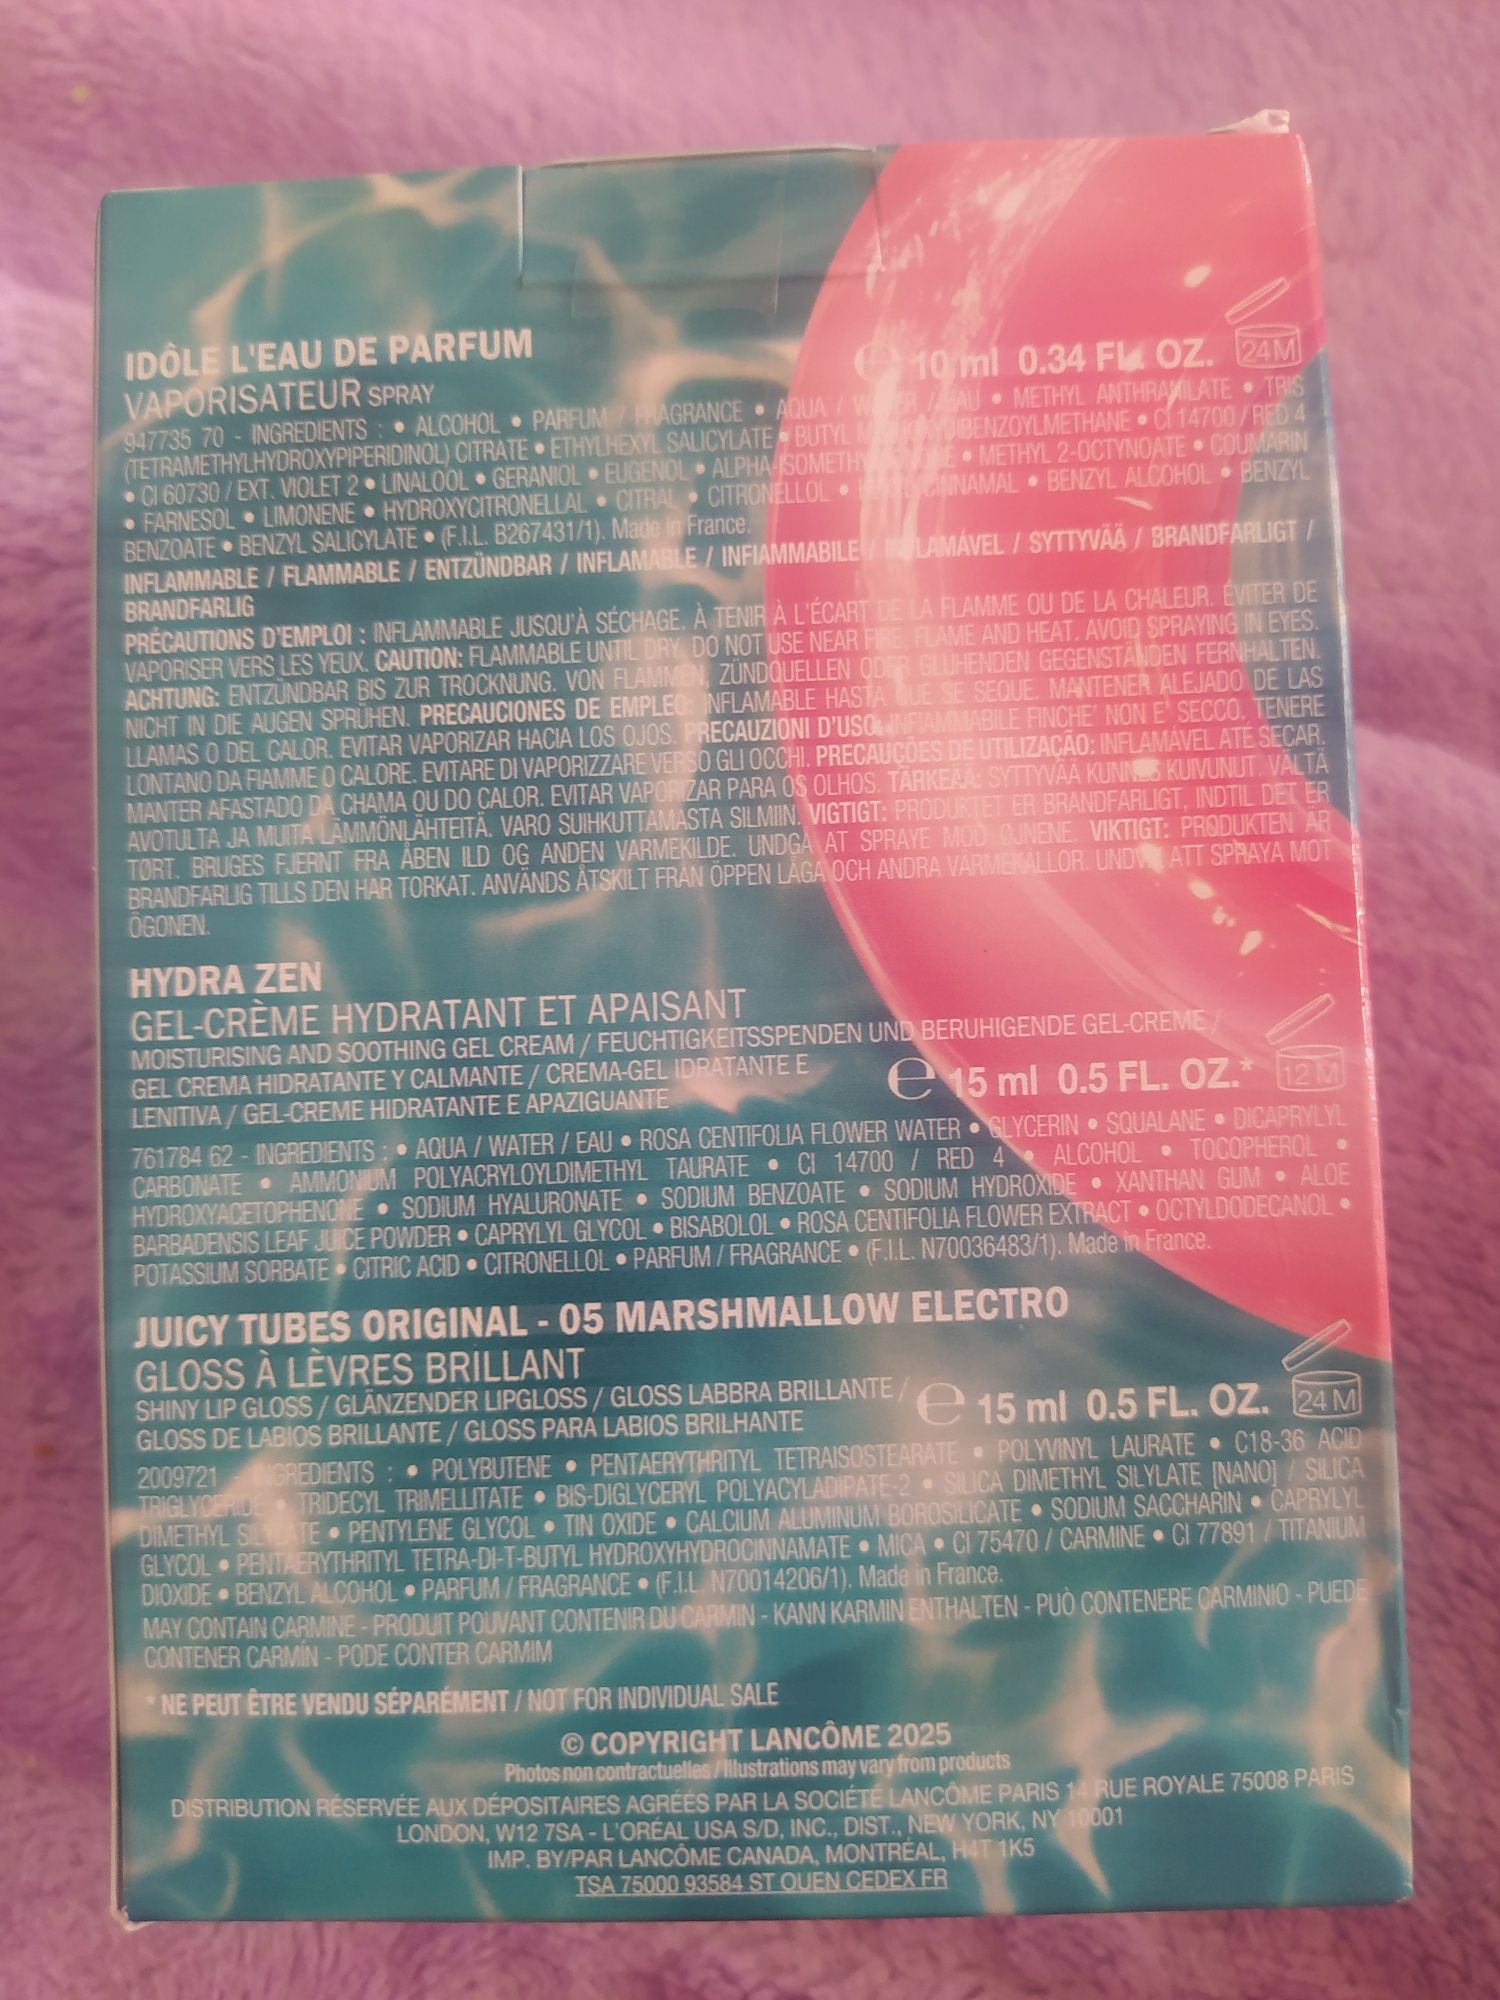 IDÔLE L'EAU DE PARFUM
VAPORISATEUR SPRAY
e 10 ml 0.34 FL. OZ. 24M
947735 70 - INGREDIENTS : • ALCOHOL • PARFUM / FRAGRANCE • AQUA / WATER / EAU • METHYL ANTHRANILATE • TRIS
(TETRAMETHYLHYDROXYPIPERIDINOL) CITRATE • ETHYLHEXYL SALICYLATE • BUTYL METHOXYDIBENZOYLMETHANE • CI 14700 / RED 4
• CI 60730 / EXT. VIOLET 2 • LINALOOL • GERANIOL • EUGENOL • ALPHA-ISOMETHYL IONONE • METHYL 2-OCTYNOATE • COUMARIN
• FARNESOL • LIMONENE • HYDROXYCITRONELLAL • CITRAL • CITRONELLOL • CINNAMAL • BENZYL ALCOHOL • BENZYL
BENZOATE • BENZYL SALICYLATE • (F.I.L. B267431/1). Made in France.
INFLAMMABLE / FLAMMABLE / ENTZÜNDBAR / INFLAMABLE / INFIAMMABILE / INFLAMÁVEL / SYTTYVÄÄ / BRANDFARLIGT /
BRANDFARLIG
PRÉCAUTIONS D'EMPLOI : INFLAMMABLE JUSQU'À SÉCHAGE. À TENIR À L'ÉCART DE LA FLAMME OU DE LA CHALEUR. ÉVITER DE
VAPORISER VERS LES YEUX. CAUTION: FLAMMABLE UNTIL DRY. DO NOT USE NEAR FIRE, FLAME AND HEAT. AVOID SPRAYING IN EYES.
ACHTUNG: ENTZÜNDBAR BIS ZUR TROCKNUNG. VON FLAMMEN, ZÜNDQUELLEN ODER GLÜHENDEN GEGENSTÄNDEN FERNHALTEN.
NICHT IN DIE AUGEN SPRÜHEN. PRECAUCIONES DE EMPLEO: INFLAMABLE HASTA QUE SE SEQUE. MANTENER ALEJADO DE LAS
LLAMAS O DEL CALOR. EVITAR VAPORIZAR HACIA LOS OJOS. PRECAUZIONI D'USO: INFIAMMABILE FINCHE' NON E' SECCO. TENERE
LONTANO DA FIAMME O CALORE. EVITARE DI VAPORIZZARE VERSO GLI OCCHI. PRECAUÇÕES DE UTILIZAÇÃO: INFLAMÁVEL ATÉ SECAR.
MANTER AFASTADO DA CHAMA OU DO CALOR. EVITAR VAPORIZAR PARA OS OLHOS. TÄRKEÄÄ: SYTTYVÄÄ KUNNES KUIVUNUT. VÄLTÄ
AVOTULTA JA MUITA LÄMMÖNLÄHTEITÄ. VARO SUIHKUTTAMASTA SILMIIN. VIGTIGT: PRODUKTET ER BRANDFARLIGT, INDTIL DET ER
TØRT. BRUGES FJERNT FRA ÅBEN ILD OG ANDEN VARMEKILDE. UNDGÅ AT SPRAYE MOD ØJNENE. VIKTIGT: PRODUKTEN ÄR
BRANDFARLIG TILLS DEN HAR TORKAT. ANVÄNDS ÅTSKILT FRÅN ÖPPEN LÅGA OCH ANDRA VÄRMEKÄLLOR. UNDVIK ATT SPRAYA MOT
ÖGONEN.
HYDRA ZEN
GEL-CRÈME HYDRATANT ET APAISANT
MOISTURISING AND SOOTHING GEL CREAM / FEUCHTIGKEITSSPENDEN UND BERUHIGENDE GEL-CREME /
GEL CREMA HIDRATANTE Y CALMANTE / CREMA-GEL IDRATANTE E
LENITIVA / GEL-CREME HIDRATANTE E APAZIGUANTE
e 15 ml 0.5 FL. OZ.* 12 M
761784 62 - INGREDIENTS : • AQUA / WATER / EAU • ROSA CENTIFOLIA FLOWER WATER • GLYCERIN • SQUALANE • DICAPRYLYL
CARBONATE • AMMONIUM POLYACRYLOYLDIMETHYL TAURATE • CI 14700 / RED 4 • ALCOHOL • TOCOPHEROL •
HYDROXYACETOPHENONE • SODIUM HYALURONATE • SODIUM BENZOATE • SODIUM HYDROXIDE • XANTHAN GUM • ALOE
BARBADENSIS LEAF JUICE POWDER • CAPRYLYL GLYCOL • BISABOLOL • ROSA CENTIFOLIA FLOWER EXTRACT • OCTYLDODECANOL •
POTASSIUM SORBATE • CITRIC ACID • CITRONELLOL • PARFUM / FRAGRANCE • (F.I.L. N70036483/1). Made in France.
JUICY TUBES ORIGINAL - 05 MARSHMALLOW ELECTRO
GLOSS À LÈVRES BRILLANT
SHINY LIP GLOSS / GLÄNZENDER LIPGLOSS / GLOSS LABBRA BRILLANTE /
GLOSS DE LABIOS BRILLANTE / GLOSS PARA LABIOS BRILHANTE
e 15 ml 0.5 FL. OZ. 24 M
2009721 - INGREDIENTS : • POLYBUTENE • PENTAERYTHRITYL TETRAISOSTEARATE • POLYVINYL LAURATE • C18-36 ACID
TRIGLYCERIDE • TRIDECYL TRIMELLITATE • BIS-DIGLYCERYL POLYACYLADIPATE-2 • SILICA DIMETHYL SILYLATE [NANO] / SILICA
DIMETHYL SILYLATE • PENTYLENE GLYCOL • TIN OXIDE • CALCIUM ALUMINUM BOROSILICATE • SODIUM SACCHARIN • CAPRYLYL
GLYCOL • PENTAERYTHRITYL TETRA-DI-T-BUTYL HYDROXYHYDROCINNAMATE • MICA • CI 75470 / CARMINE • CI 77891 / TITANIUM
DIOXIDE • BENZYL ALCOHOL • PARFUM / FRAGRANCE • (F.I.L. N70014206/1). Made in France.
MAY CONTAIN CARMINE - PRODUIT POUVANT CONTENIR DU CARMIN - KANN KARMIN ENTHALTEN - PUÒ CONTENERE CARMINIO - PUEDE
CONTENER CARMÍN - PODE CONTER CARMIM
* NE PEUT ÊTRE VENDU SÉPARÉMENT / NOT FOR INDIVIDUAL SALE
© COPYRIGHT LANCÔME 2025
Photos non contractuelles / Illustrations may vary from products
DISTRIBUTION RÉSERVÉE AUX DÉPOSITAIRES AGRÉÉS PAR LA SOCIÉTÉ LANCÔME PARIS 14 RUE ROYALE 75008 PARIS
LONDON, W12 7SA - L'ORÉAL USA S/D, INC., DIST., NEW YORK, NY 10001
IMP. BY/PAR LANCÔME CANADA, MONTRÉAL, H4T 1K5
TSA 75000 93584 ST OUEN CEDEX FR